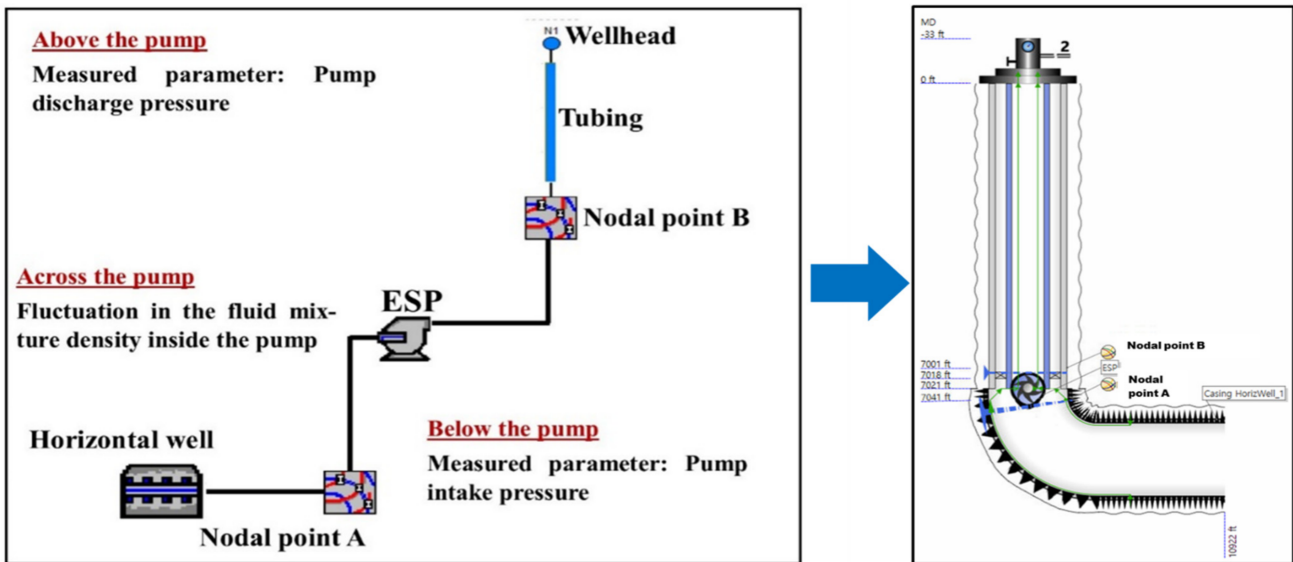 Above the pump
Measured parameter: Pump
discharge pressure
N1
Wellhead
Tubing
Nodal point B
Across the pump
Fluctuation in the fluid mix-
ture density inside the pump
ESP
Horizontal well
Nodal point A
Below the pump
Measured parameter: Pump
intake pressure
MD
-33 ft
2
0 ft
7001 ft
7018 ft
7021 ft
7041 ft
Nodal point B
ESP
Nodal
point A
Casing HorizWell_1
10922 ft